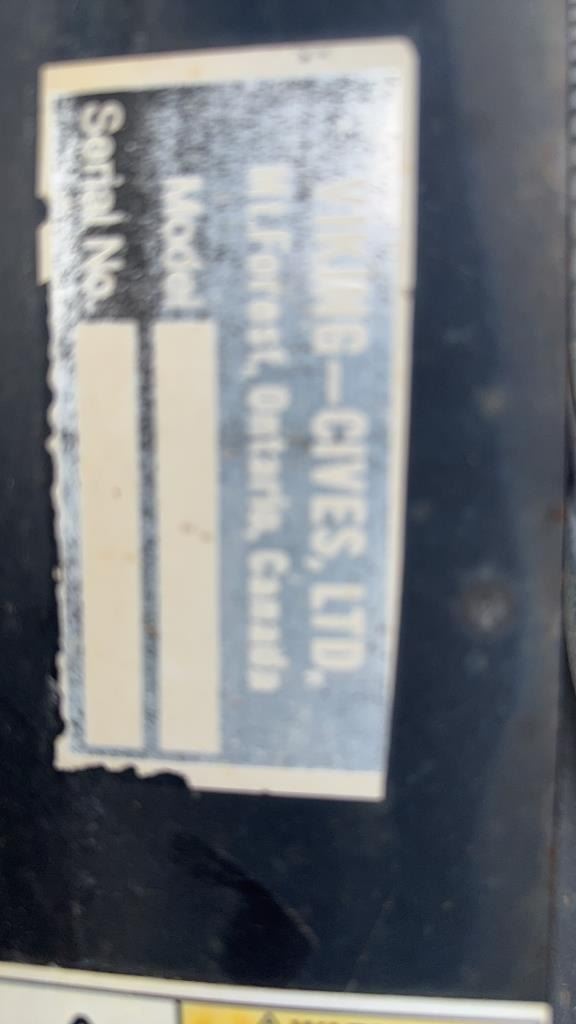 VIKING-CIVES, LTD.
Mt.Forest, Ontario, Canada
Model
Serial No.